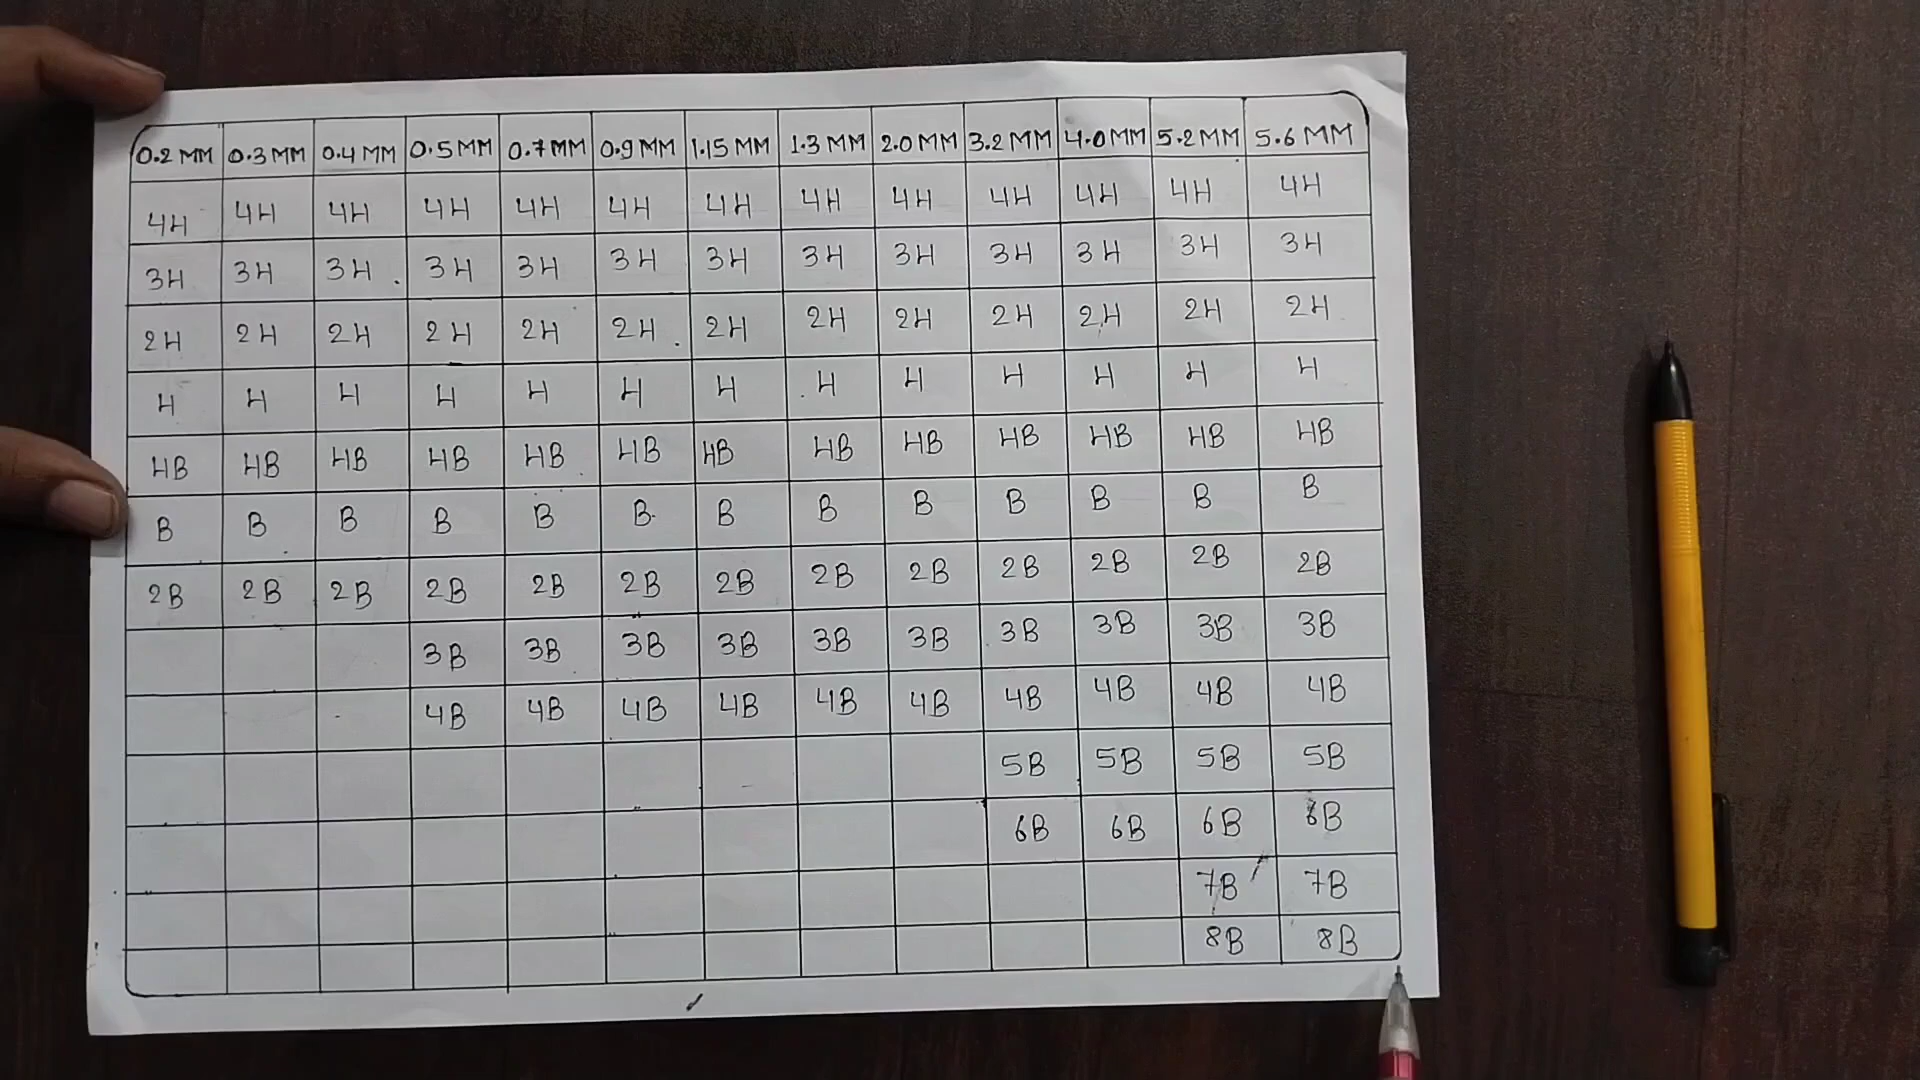 0.2 MM 0.3 MM 0.4 MM 0.5 MM 0.7 MM 0.9 MM 1.15 MM 1.3 MM 2.0 MM 3.2 MM 4.0 MM 5.2 MM 5.6 MM
4H 4H 4H 4H 4H 4H 4H 4H 4H 4H 4H 4H 4H
3H 3H 3H 3H 3H 3H 3H 3H 3H 3H 3H 3H 3H
2H 2H 2H 2H 2H 2H 2H 2H 2H 2H 2H 2H 2H
H H H H H H H H H H H H H
HB HB HB HB HB HB HB HB HB HB HB HB HB
B B B B B B B B B B B B B
2B 2B 2B 2B 2B 2B 2B 2B 2B 2B 2B 2B 2B
3B 3B 3B 3B 3B 3B 3B 3B 3B 3B
4B 4B 4B 4B 4B 4B 4B 4B 4B 4B
5B 5B 5B 5B
6B 6B 6B 6B
7B 7B
8B 8B